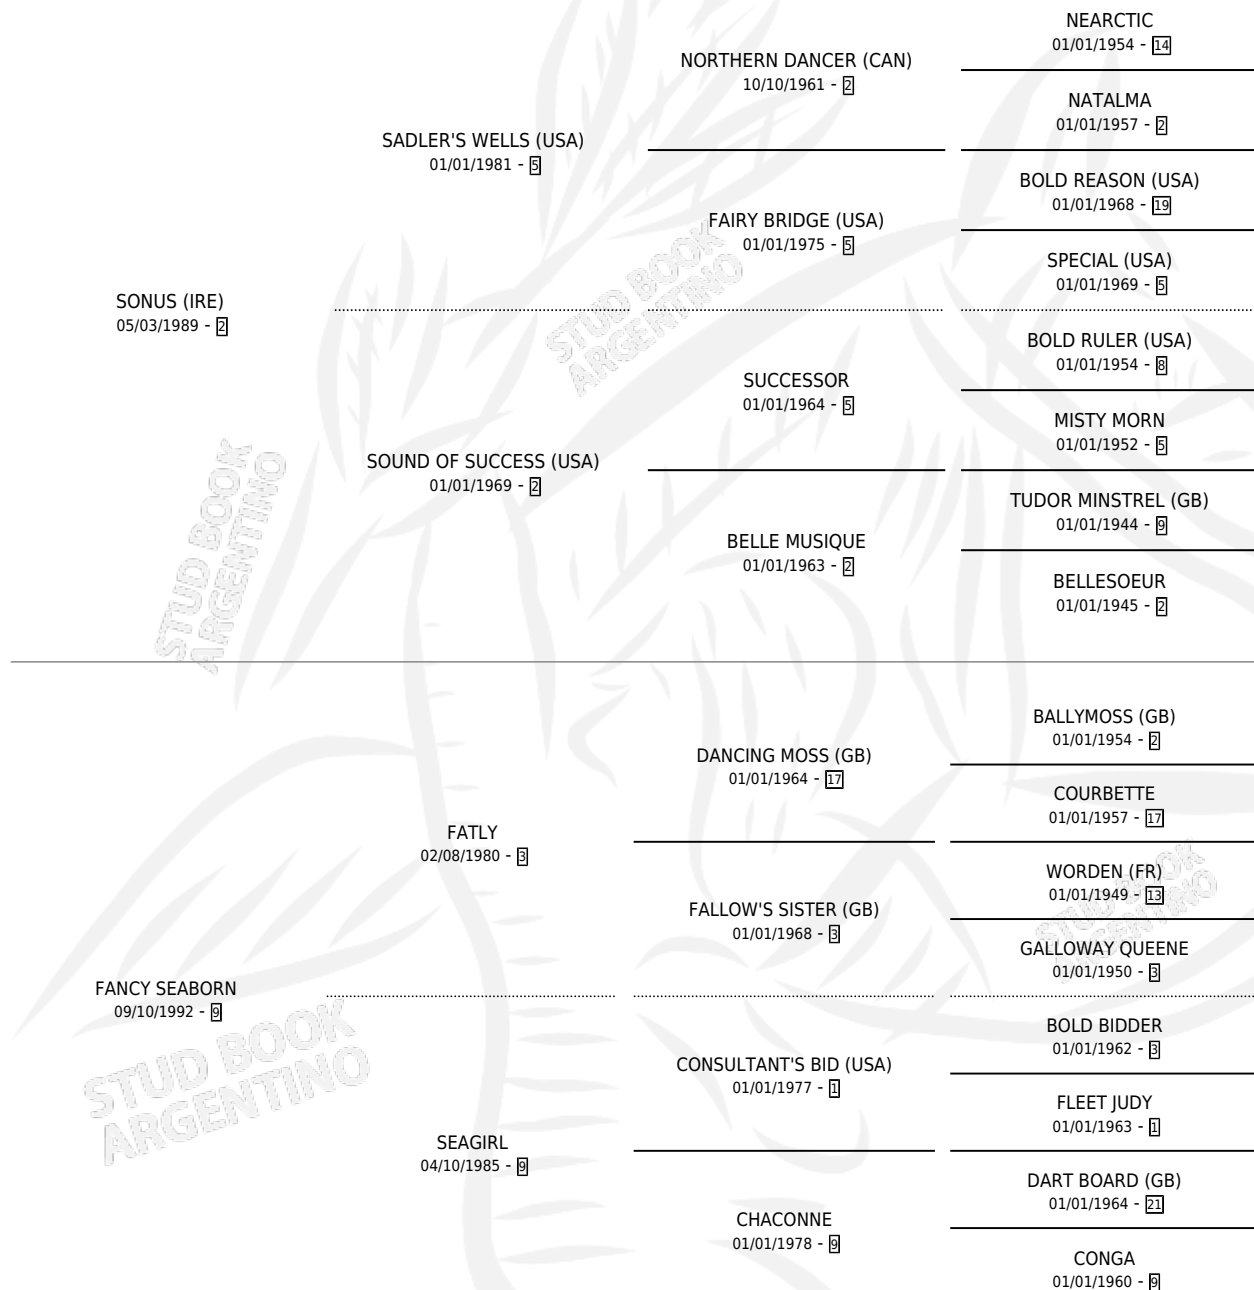 NEARCTIC
01/01/1954 - 14
NORTHERN DANCER (CAN)
10/10/1961 - 2
NATALMA
01/01/1957 - 2
SADLER'S WELLS (USA)
01/01/1981 - 5
BOLD REASON (USA)
01/01/1968 - 19
FAIRY BRIDGE (USA)
01/01/1975 - 5
SPECIAL (USA)
01/01/1969 - 5
SONUS (IRE)
05/03/1989 - 2
STUD BOOK
ARGENTINO
BOLD RULER (USA)
01/01/1954 - 8
SUCCESSOR
01/01/1964 - 5
MISTY MORN
01/01/1952 - 5
SOUND OF SUCCESS (USA)
01/01/1969 - 2
TUDOR MINSTREL (GB)
01/01/1944 - 9
BELLE MUSIQUE
01/01/1963 - 2
BELLESOEUR
01/01/1945 - 2
STUD BOOK
ARGENTINO
BALLYMOSS (GB)
01/01/1954 - 2
DANCING MOSS (GB)
01/01/1964 - 17
COURBETTE
01/01/1957 - 17
FATLY
02/08/1980 - 3
WORDEN (FR)
01/01/1949 - 13
FALLOW'S SISTER (GB)
01/01/1968 - 3
STUD BOOK
ARGENTINO
GALLOWAY QUEENE
01/01/1950 - 3
FANCY SEABORN
09/10/1992 - 9
STUD BOOK
ARGENTINO
BOLD BIDDER
01/01/1962 - 3
CONSULTANT'S BID (USA)
01/01/1977 - 1
FLEET JUDY
01/01/1963 - 1
SEAGIRL
04/10/1985 - 9
DART BOARD (GB)
01/01/1964 - 21
CHACONNE
01/01/1978 - 9
CONGA
01/01/1960 - 9